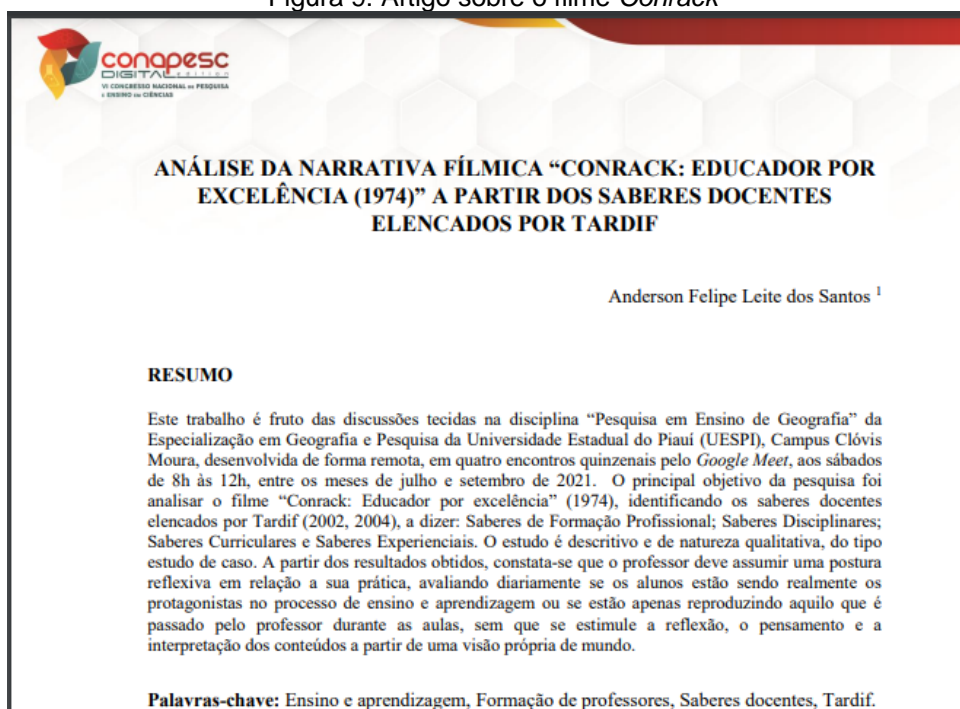 Figura 9: Artigo sobre o filme Conrack
conapesc
DIGITAL edition
VI CONGRESSO NACIONAL de PESQUISA
e ENSINO em CIÊNCIAS
ANÁLISE DA NARRATIVA FÍLMICA “CONRACK: EDUCADOR POR
EXCELÊNCIA (1974)” A PARTIR DOS SABERES DOCENTES
ELENCADOS POR TARDIF
Anderson Felipe Leite dos Santos 1
RESUMO
Este trabalho é fruto das discussões tecidas na disciplina “Pesquisa em Ensino de Geografia” da
Especialização em Geografia e Pesquisa da Universidade Estadual do Piauí (UESPI), Campus Clóvis
Moura, desenvolvida de forma remota, em quatro encontros quinzenais pelo Google Meet, aos sábados
de 8h às 12h, entre os meses de julho e setembro de 2021. O principal objetivo da pesquisa foi
analisar o filme “Conrack: Educador por excelência” (1974), identificando os saberes docentes
elencados por Tardif (2002, 2004), a dizer: Saberes de Formação Profissional; Saberes Disciplinares;
Saberes Curriculares e Saberes Experienciais. O estudo é descritivo e de natureza qualitativa, do tipo
estudo de caso. A partir dos resultados obtidos, constata-se que o professor deve assumir uma postura
reflexiva em relação a sua prática, avaliando diariamente se os alunos estão sendo realmente os
protagonistas no processo de ensino e aprendizagem ou se estão apenas reproduzindo aquilo que é
passado pelo professor durante as aulas, sem que se estimule a reflexão, o pensamento e a
interpretação dos conteúdos a partir de uma visão própria de mundo.
Palavras-chave: Ensino e aprendizagem, Formação de professores, Saberes docentes, Tardif.